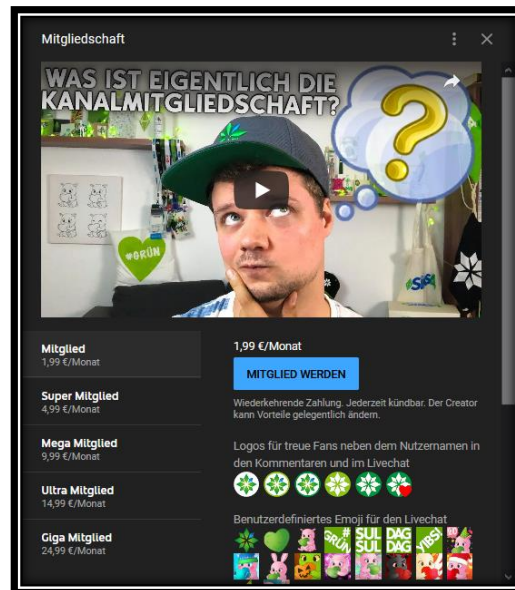 Mitgliedschaft
WAS IST EIGENTLICH DIE
KANALMITGLIEDSCHAFT?
#GRÜN
Mitglied
1,99 €/Monat
Super Mitglied
4,99 €/Monat
Mega Mitglied
9,99 €/Monat
Ultra Mitglied
14,99 €/Monat
Giga Mitglied
24,99 €/Monat
1,99 €/Monat
MITGLIED WERDEN
Wiederkehrende Zahlung. Jederzeit kündbar. Der Creator
kann Vorteile gelegentlich ändern.
Logos für treue Fans neben dem Nutzernamen in
den Kommentaren und im Livechat
Benutzerdefiniertes Emoji für den Livechat
# GRÜN
SUL SUL
DAG DAG
YIBS!